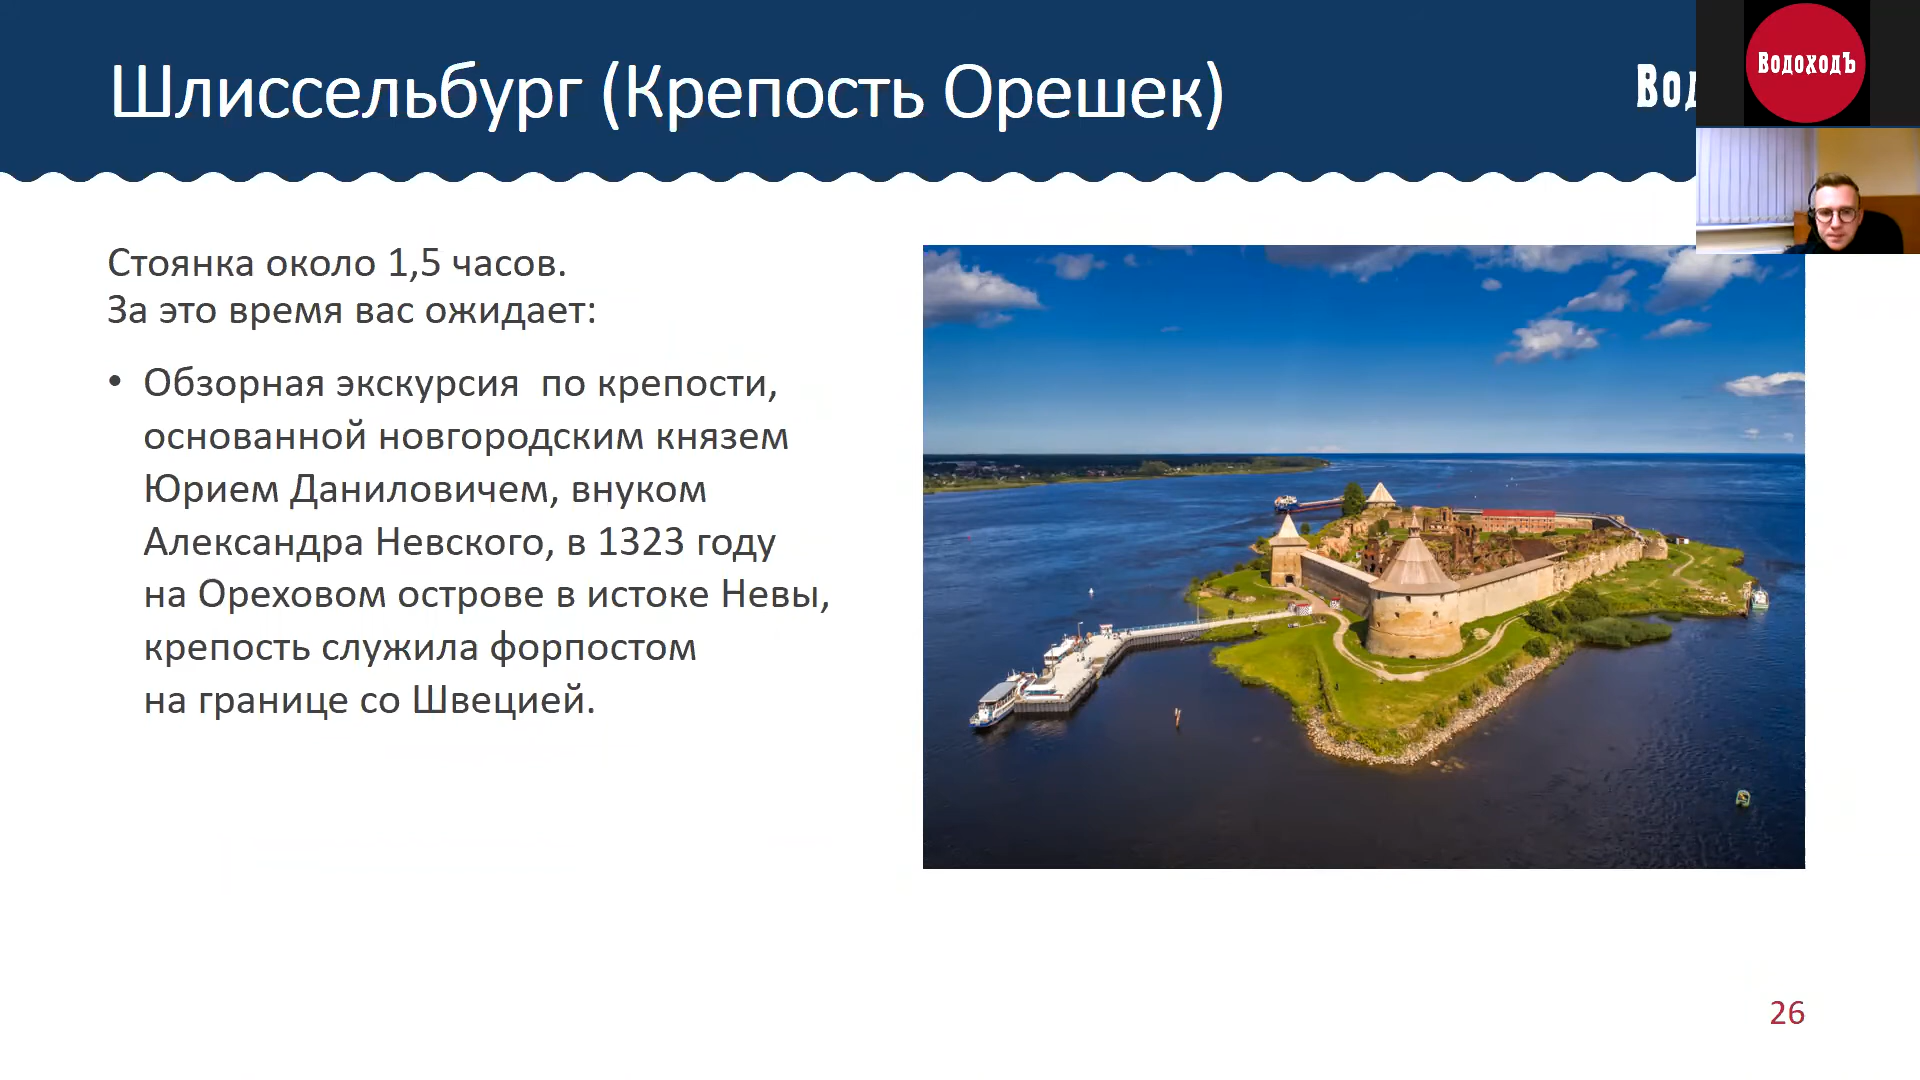 Шлиссельбург (Крепость Орешек)
ВодоходЪ
Стоянка около 1,5 часов.
За это время вас ожидает:
• Обзорная экскурсия по крепости,
основанной новгородским князем
Юрием Даниловичем, внуком
Александра Невского, в 1323 году
на Ореховом острове в истоке Невы,
крепость служила форпостом
на границе со Швецией.
26